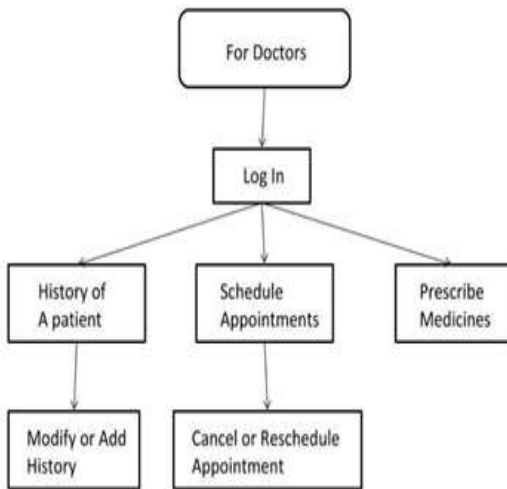 For Doctors
Log In
History of
A patient
Schedule
Appointments
Prescribe
Medicines
Modify or Add
History
Cancel or Reschedule
Appointment